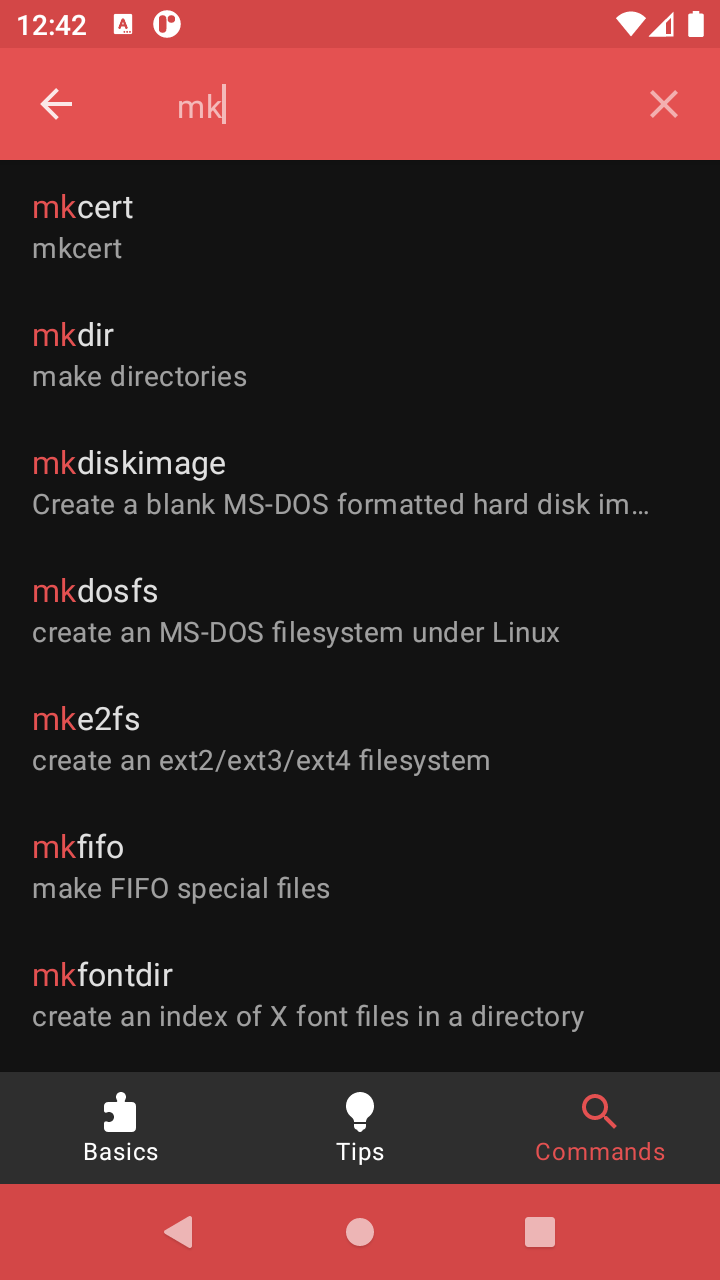 12:42
mk
mkcert
mkcert
mkdir
make directories
mkdiskimage
Create a blank MS-DOS formatted hard disk im…
mkdosfs
create an MS-DOS filesystem under Linux
mke2fs
create an ext2/ext3/ext4 filesystem
mkfifo
make FIFO special files
mkfontdir
create an index of X font files in a directory
Basics
Tips
Commands